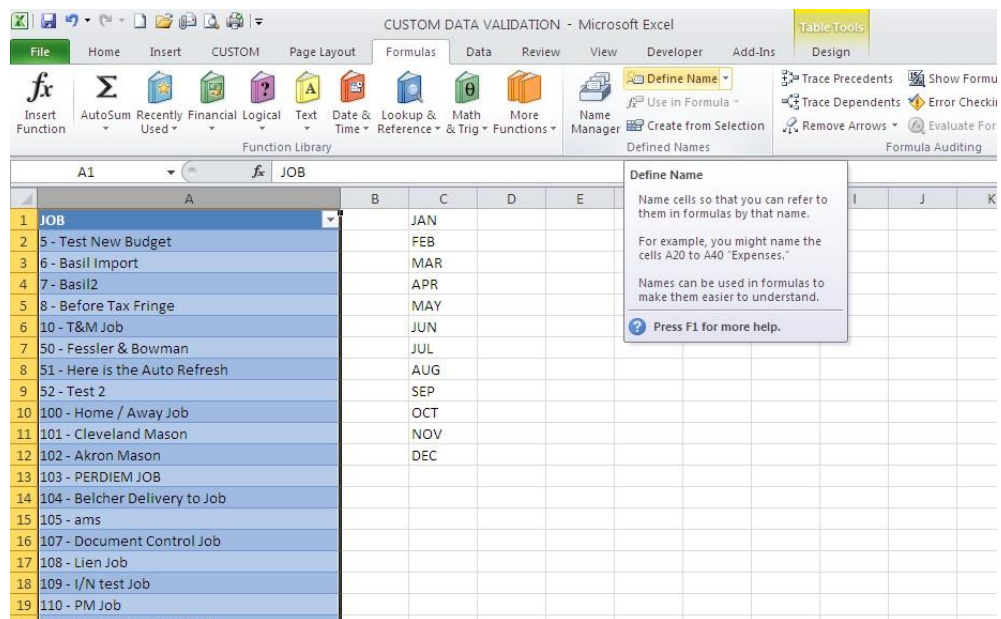 CUSTOM DATA VALIDATION - Microsoft Excel
Table Tools
File Home Insert CUSTOM Page Layout Formulas Data Review View Developer Add-Ins Design
fx Insert Function
Σ AutoSum
Recently Used
Financial
Logical
Text
Date & Time
Lookup & Reference
Math & Trig
More Functions
Function Library
Name Manager
Define Name
Use in Formula
Create from Selection
Defined Names
Trace Precedents
Trace Dependents
Remove Arrows
Show Formu
Error Checki
Evaluate For
Formula Auditing
A1 fx JOB
A B C D E I J K
1 JOB JAN
2 5 - Test New Budget FEB
3 6 - Basil Import MAR
4 7 - Basil2 APR
5 8 - Before Tax Fringe MAY
6 10 - T&M Job JUN
7 50 - Fessler & Bowman JUL
8 51 - Here is the Auto Refresh AUG
9 52 - Test 2 SEP
10 100 - Home / Away Job OCT
11 101 - Cleveland Mason NOV
12 102 - Akron Mason DEC
13 103 - PERDIEM JOB
14 104 - Belcher Delivery to Job
15 105 - ams
16 107 - Document Control Job
17 108 - Lien Job
18 109 - I/N test Job
19 110 - PM Job
Define Name
Name cells so that you can refer to
them in formulas by that name.
For example, you might name the
cells A20 to A40 "Expenses."
Names can be used in formulas to
make them easier to understand.
Press F1 for more help.